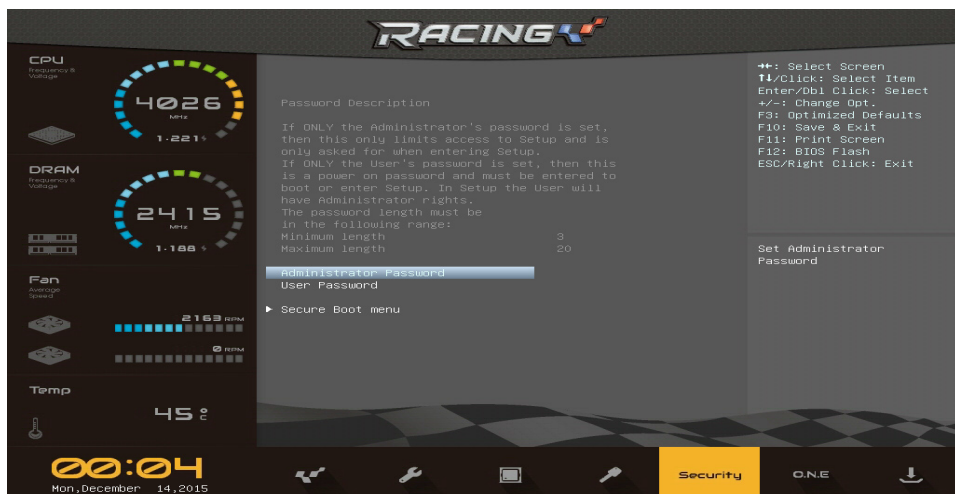 RACING
CPU
Frequency &
Voltage
4026
MHz
1.221 V
DRAM
Frequency &
Voltage
2415
MHz
1.188 V
Fan
Average
Speed
2163 RPM
0 RPM
Temp
45 °C
Password Description
If ONLY the Administrator's password is set,
then this only limits access to Setup and is
only asked for when entering Setup.
If ONLY the User's password is set, then this
is a power on password and must be entered to
boot or enter Setup. In Setup the User will
have Administrator rights.
The password length must be
in the following range:
Minimum length 3
Maximum length 20
Administrator Password
User Password
► Secure Boot menu
→←: Select Screen
↑↓/Click: Select Item
Enter/Dbl Click: Select
+/-: Change Opt.
F3: Optimized Defaults
F10: Save & Exit
F11: Print Screen
F12: BIOS Flash
ESC/Right Click: Exit
Set Administrator
Password
00:04
Mon,December 14,2015
Security
O.N.E